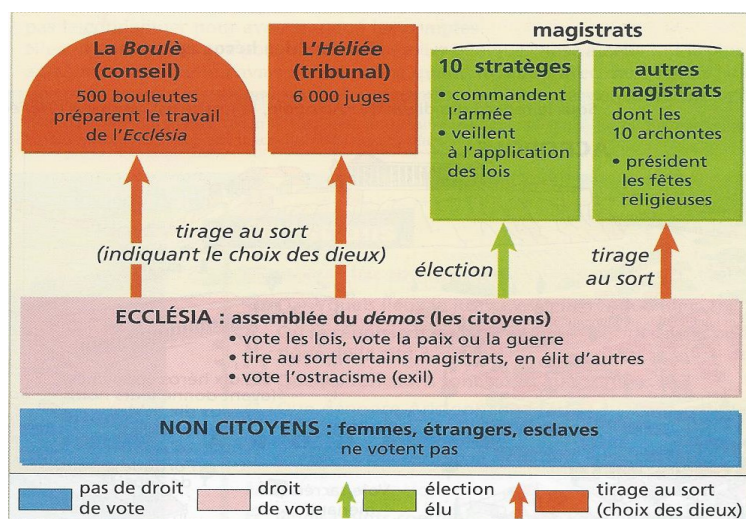 magistrats
La Boulè
(conseil)
500 bouleutes
préparent le travail
de l'Ecclésia
L'Héliée
(tribunal)
6 000 juges
10 stratèges
• commandent
l'armée
• veillent
à l'application
des lois
autres
magistrats
dont les
10 archontes
• président
les fêtes
religieuses
tirage au sort
(indiquant le choix des dieux)
élection
tirage
au sort
ECCLÉSIA : assemblée du démos (les citoyens)
• vote les lois, vote la paix ou la guerre
• tire au sort certains magistrats, en élit d'autres
• vote l'ostracisme (exil)
NON CITOYENS : femmes, étrangers, esclaves
ne votent pas
pas de droit
de vote
droit
de vote
élection
élu
tirage au sort
(choix des dieux)